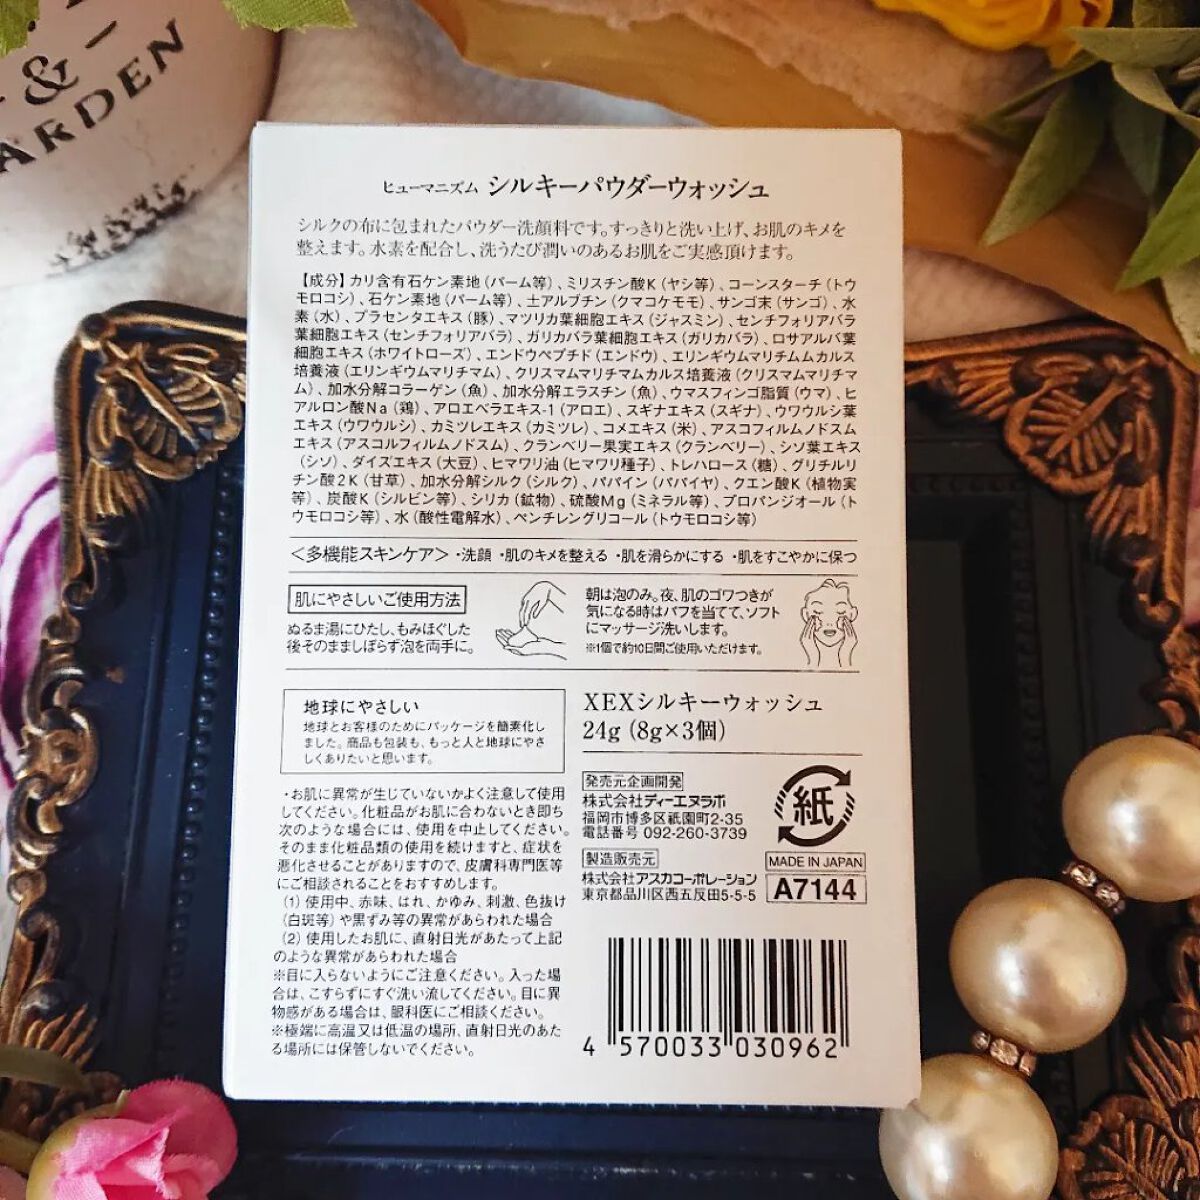 &
ARDEN
ヒューマニズム シルキーパウダーウォッシュ
シルクの布に包まれたパウダー洗顔料です。すっきりと洗い上げ、お肌のキメを
整えます。水素を配合し、洗うたび潤いのあるお肌をご実感頂けます。
【成分】カリ含有石ケン素地（パーム等）、ミリスチン酸K（ヤシ等）、コーンスターチ（トウ
モロコシ）、石ケン素地（パーム等）、土アルブチン（クマコケモモ）、サンゴ末（サンゴ）、水
素（水）、プラセンタエキス（豚）、マツリカ葉細胞エキス（ジャスミン）、センチフォリアバラ
葉細胞エキス（センチフォリアバラ）、ガリカバラ葉細胞エキス（ガリカバラ）、ロサアルバ葉
細胞エキス（ホワイトローズ）、エンドウペプチド（エンドウ）、エリンギウムマリチムムカルス
培養液（エリンギウムマリチマム）、クリスマムマリチマムカルス培養液（クリスマムマリチマ
ム）、加水分解コラーゲン（魚）、加水分解エラスチン（魚）、ウマスフィンゴ脂質（ウマ）、ヒ
アルロン酸Na（鶏）、アロエベラエキス-1（アロエ）、スギナエキス（スギナ）、ウワウルシ葉
エキス（ウワウルシ）、カミツレエキス（カミツレ）、コメエキス（米）、アスコフィルムノドスム
エキス（アスコルフィルムノドスム）、クランベリー果実エキス（クランベリー）、シソ葉エキス
（シソ）、ダイズエキス（大豆）、ヒマワリ油（ヒマワリ種子）、トレハロース（糖）、グリチルリ
チン酸2K（甘草）、加水分解シルク（シルク）、パパイン（パパイヤ）、クエン酸K（植物実
等）、炭酸K（シルビン等）、シリカ（鉱物）、硫酸Mg（ミネラル等）、プロパンジオール（ト
ウモロコシ等）、水（酸性電解水）、ペンチレングリコール（トウモロコシ等）
＜多機能スキンケア＞・洗顔 ・肌のキメを整える ・肌を滑らかにする ・肌をすこやかに保つ
肌にやさしいご使用方法
ぬるま湯にひたし、もみほぐした
後そのまましぼらず泡を両手に。
朝は泡のみ。夜、肌のゴワつきが
気になる時はパフを当てて、ソフト
にマッサージ洗いします。
※1個で約10日間ご使用いただけます。
地球にやさしい
地球とお客様のためにパッケージを簡素化し
ました。商品も包装も、もっと人と地球にやさ
しくありたいと思います。
XEXシルキーウォッシュ
24g（8g×3個）
・お肌に異常が生じていないかよく注意して使用
してください。化粧品がお肌に合わないとき即ち
次のような場合には、使用を中止してください。
そのまま化粧品類の使用を続けますと、症状を
悪化させることがありますので、皮膚科専門医等
にご相談されることをおすすめします。
（1）使用中、赤味、はれ、かゆみ、刺激、色抜け
（白斑等）や黒ずみ等の異常があらわれた場合
（2）使用したお肌に、直射日光があたって上記
のような異常があらわれた場合
※目に入らないようにご注意ください。入った場
合は、こすらずにすぐ洗い流してください。目に異
物感がある場合は、眼科医にご相談ください。
※極端に高温又は低温の場所、直射日光のあた
る場所には保管しないでください。
発売元企画開発
株式会社ディーエヌラボ
福岡市博多区祇園町2-35
電話番号 092-260-3739
製造販売元
株式会社アスカコーポレーション
東京都品川区西五反田5-5-5
紙
MADE IN JAPAN
A7144
4 570033 030962